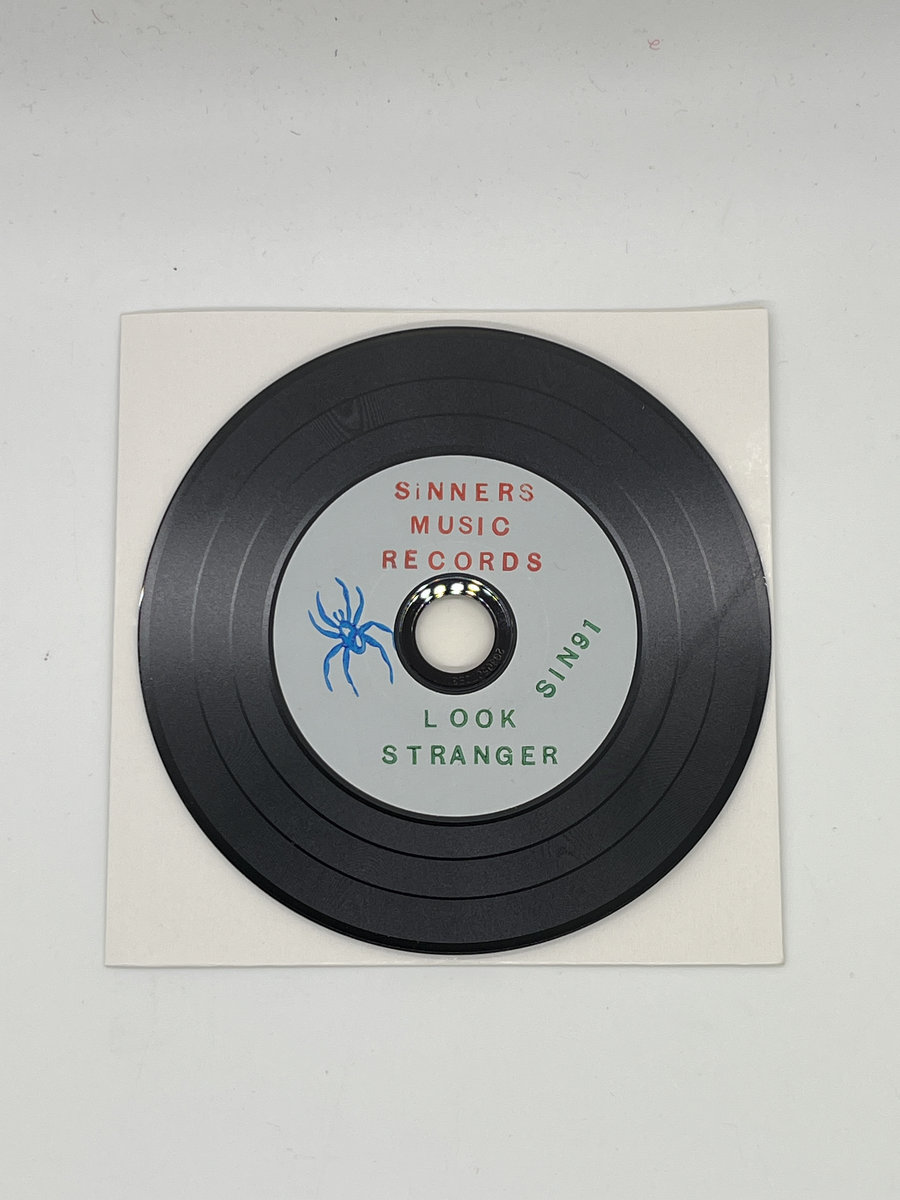 SiNNERS
MUSIC
RECORDS
SIN91
LOOK
STRANGER